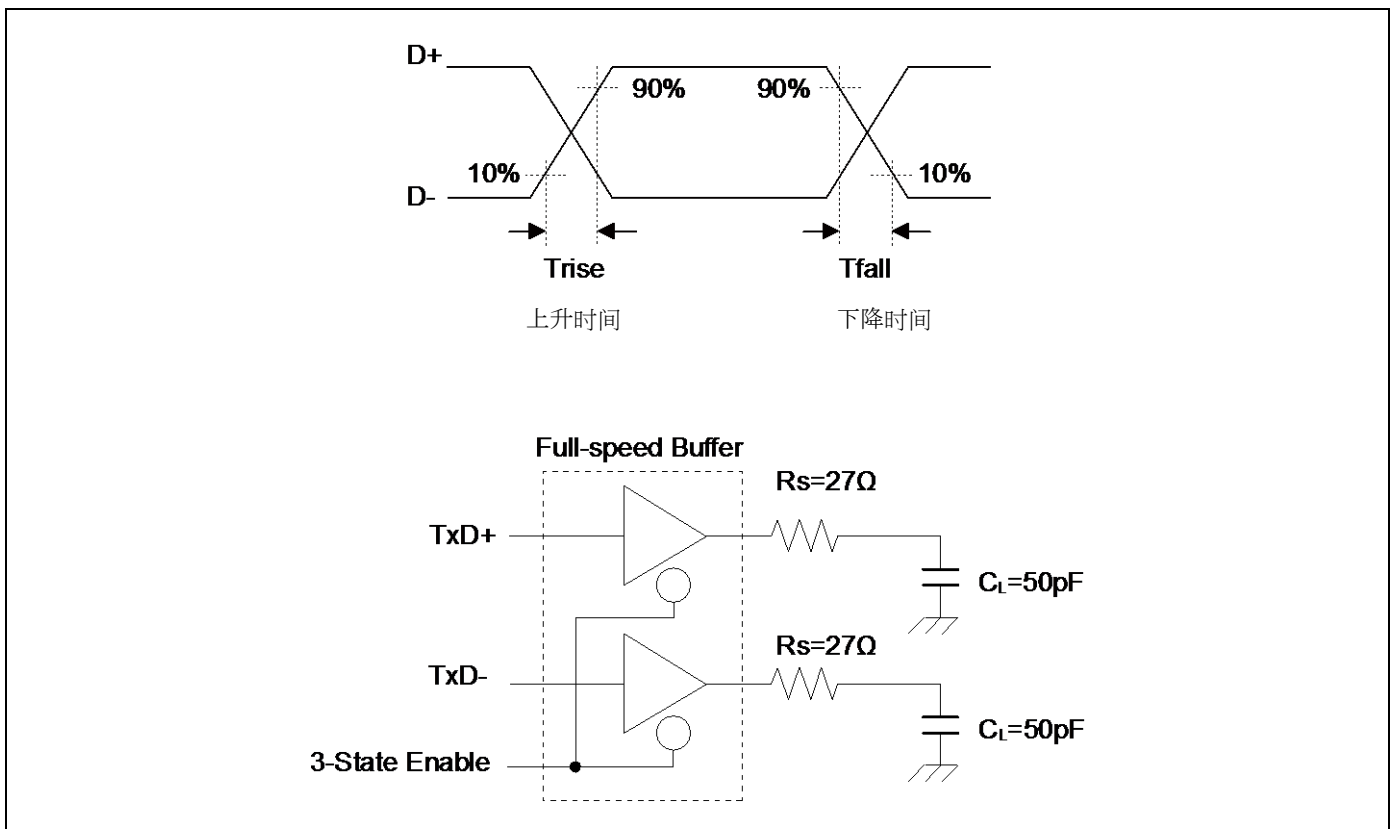 D+
90% 90%
10% 10%
D-
Trise Tfall
上升时间 下降时间
Full-speed Buffer
Rs=27Ω
TxD+
CL=50pF
Rs=27Ω
TxD-
CL=50pF
3-State Enable